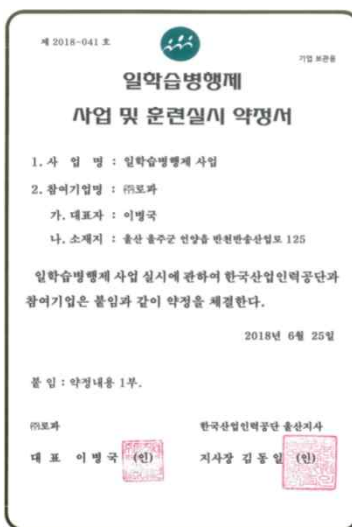 제 2018-041 호
기업 보관용
일학습병행제
사업 및 훈련실시 약정서
1. 사 업 명 : 일학습병행제 사업
2. 참여기업명 : ㈜로파
가. 대표자 : 이병국
나. 소재지 : 울산 울주군 언양읍 반천반송산업로 125
일학습병행제 사업 실시에 관하여 한국산업인력공단과
참여기업은 붙임과 같이 약정을 체결한다.
2018년 6월 25일
붙 임 : 약정내용 1부.
㈜로파 한국산업인력공단 울산지사
대 표 이 병 국 (인) 지사장 김 동 일 (인)